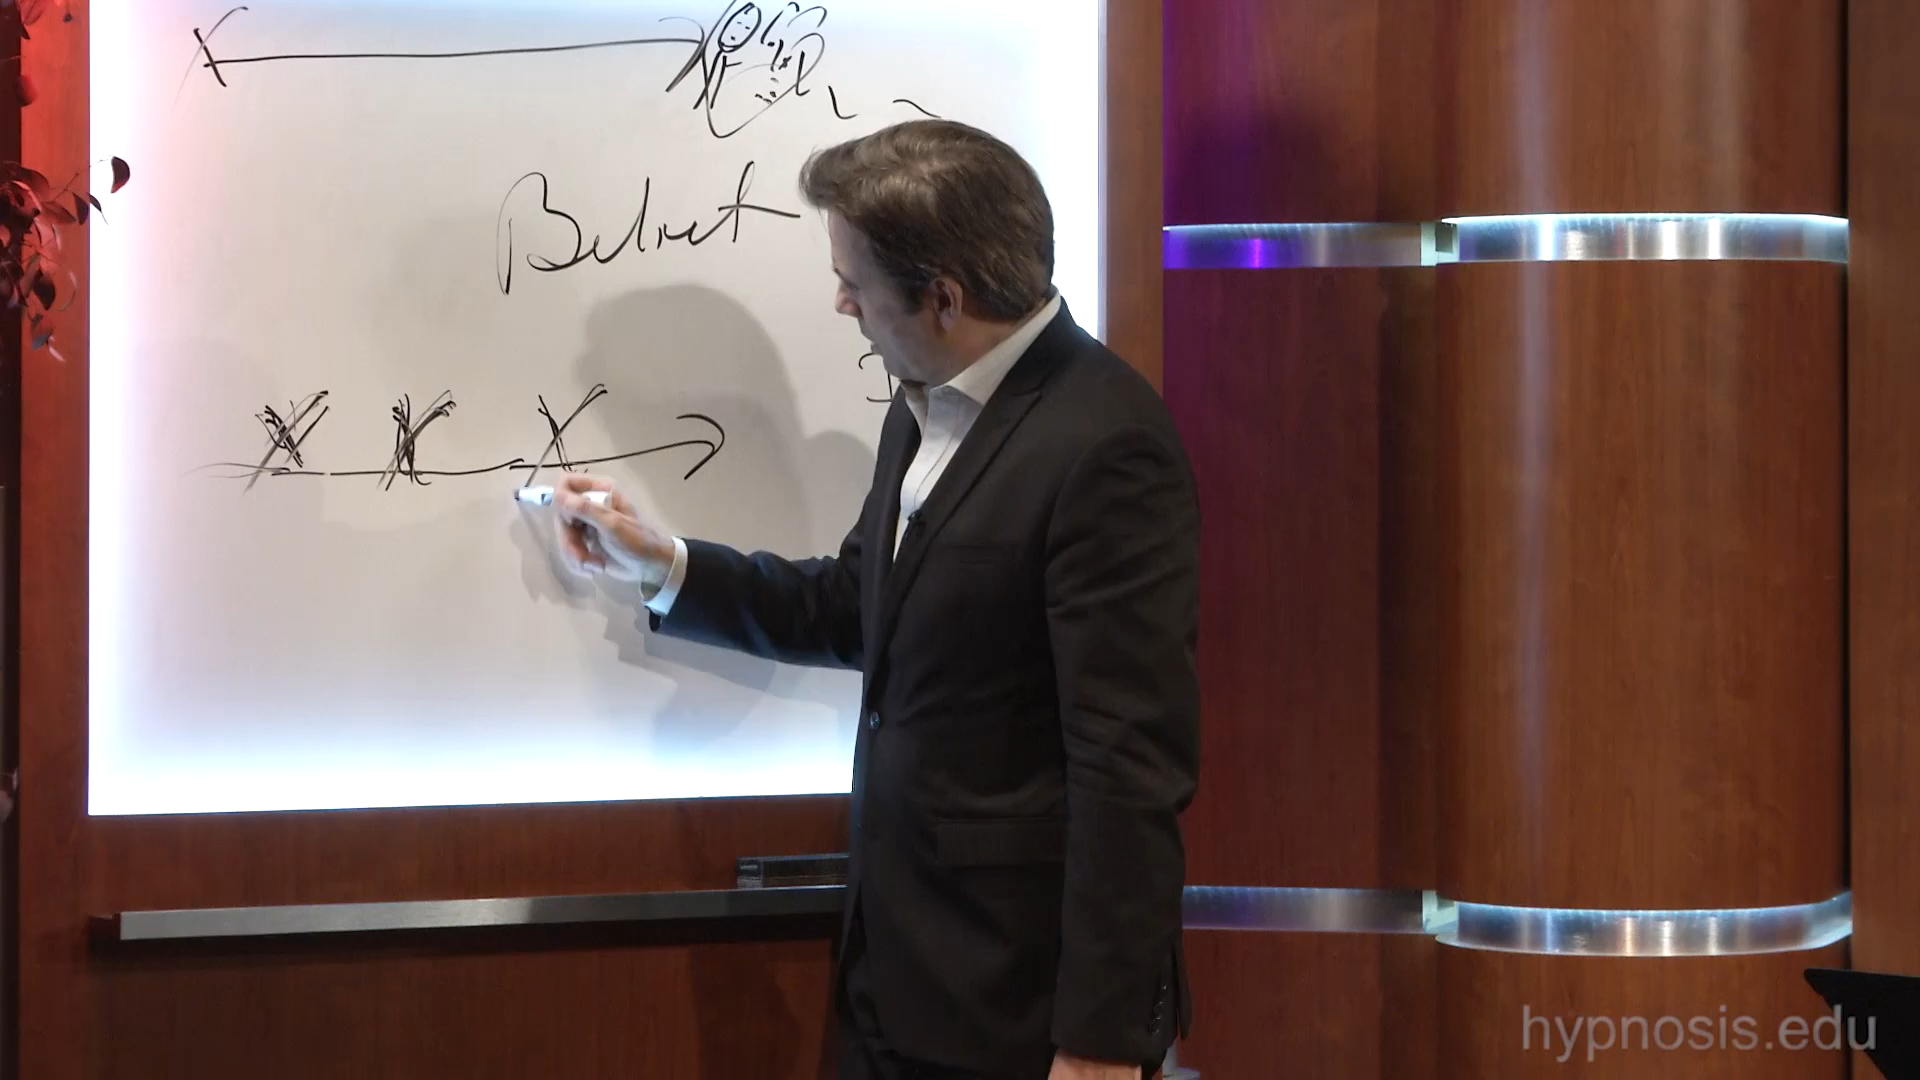 X
Belief
X X X
hypnosis.edu